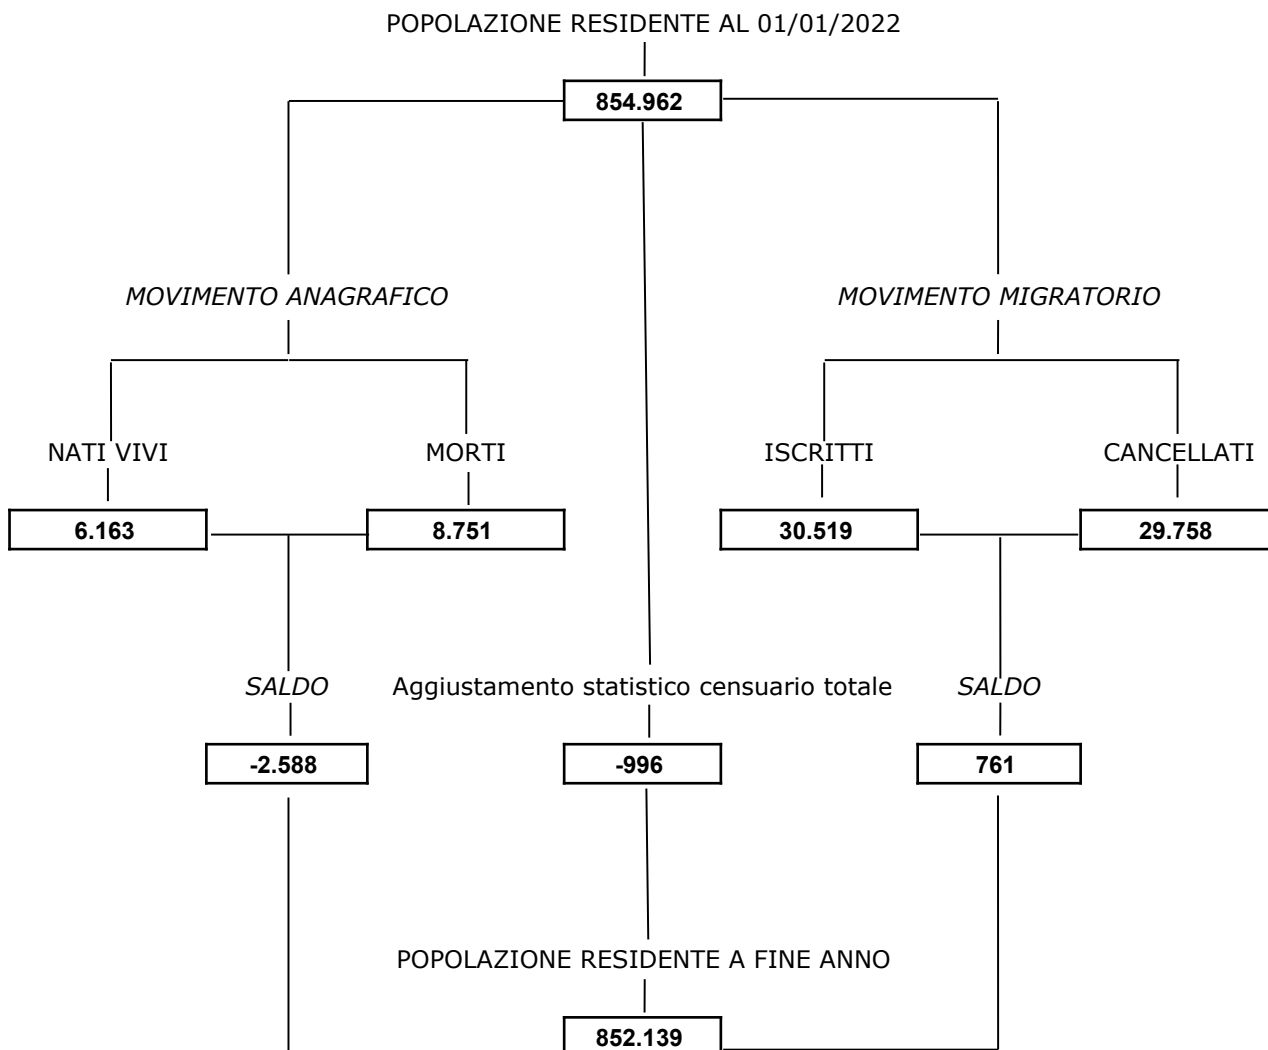 POPOLAZIONE RESIDENTE AL 01/01/2022
854.962
MOVIMENTO ANAGRAFICO
MOVIMENTO MIGRATORIO
NATI VIVI
MORTI
ISCRITTI
CANCELLATI
6.163
8.751
30.519
29.758
SALDO
Aggiustamento statistico censuario totale
SALDO
-2.588
-996
761
POPOLAZIONE RESIDENTE A FINE ANNO
852.139